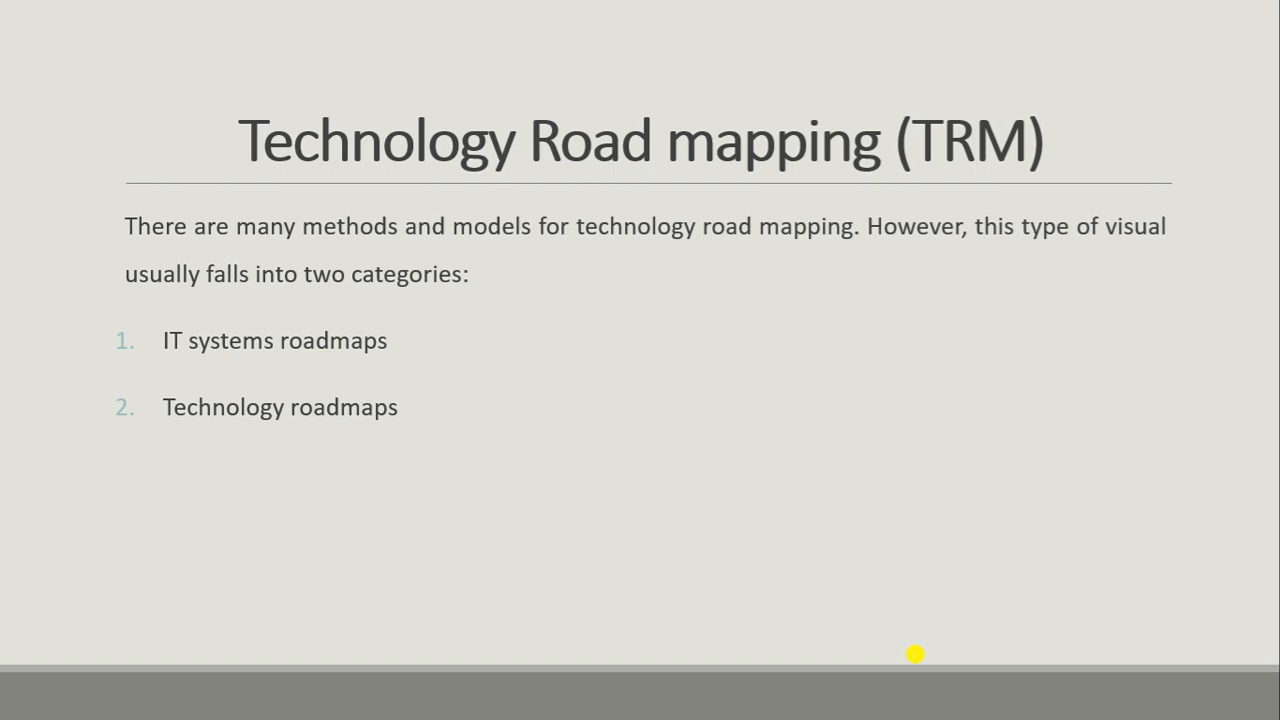 Technology Road mapping (TRM)
There are many methods and models for technology road mapping. However, this type of visual
usually falls into two categories:
1. IT systems roadmaps
2. Technology roadmaps